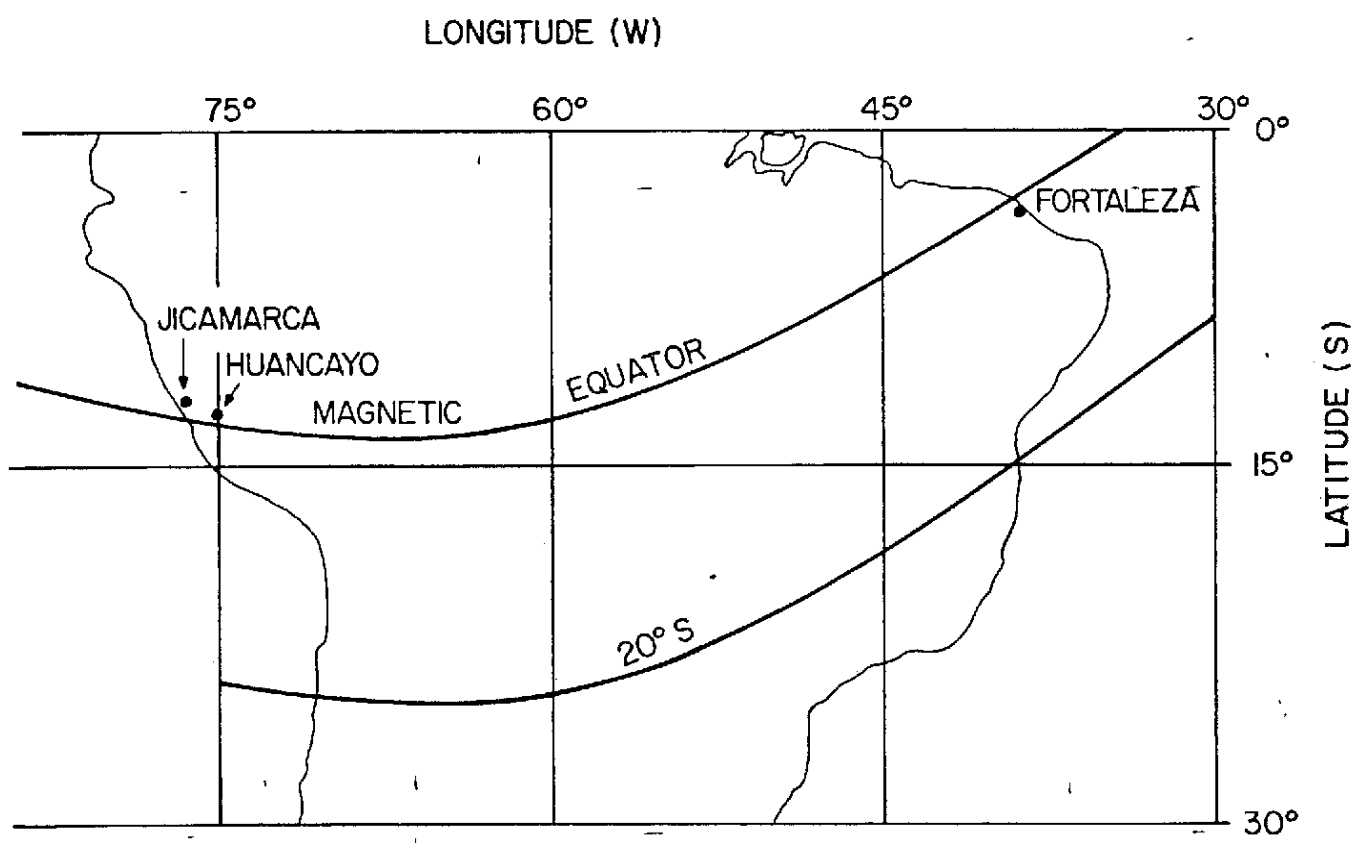 LONGITUDE (W)
75° 60° 45° 30°
0°
FORTALEZA
JICAMARCA
HUANCAYO
MAGNETIC EQUATOR
15°
LATITUDE (S)
20° S
30°